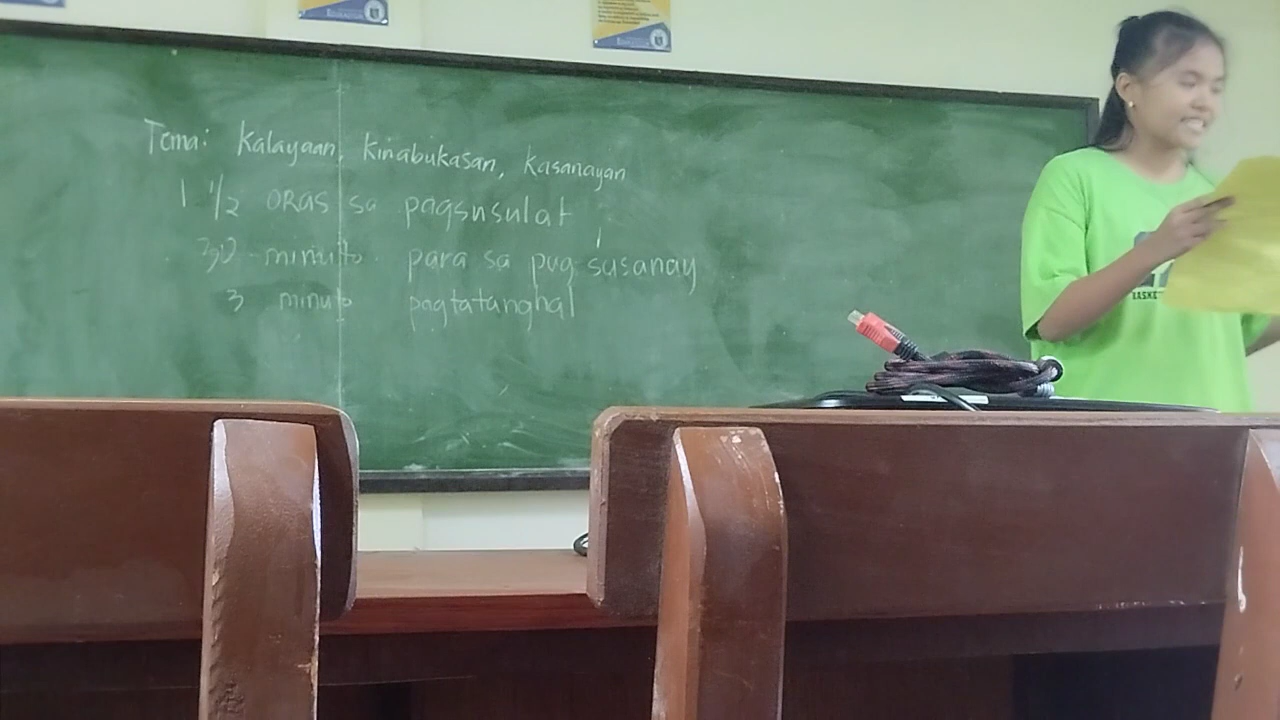 Tema: Kalayaan, kinabukasan, kasanayan
1 1/2 ORAS sa pagsusulat
30 minuto para sa pag susanay
3 minuto pagtatanghal